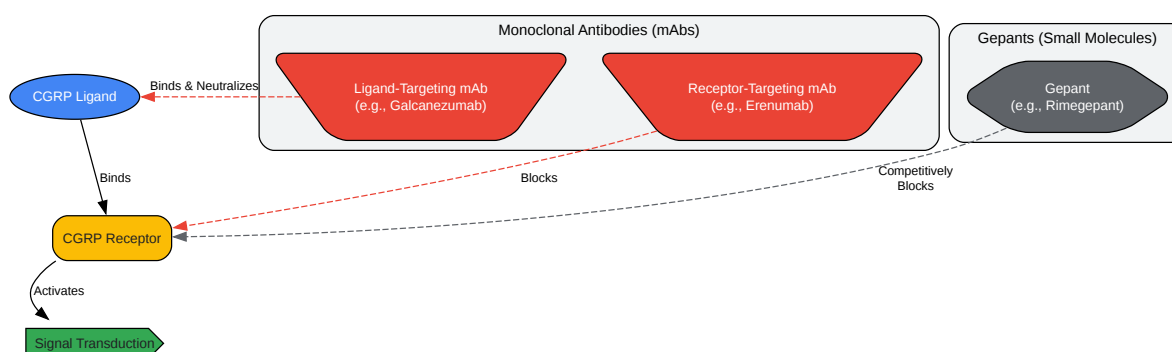 Monoclonal Antibodies (mAbs)
Gepants (Small Molecules)
CGRP Ligand
Binds & Neutralizes
Ligand-Targeting mAb
(e.g., Galcanezumab)
Receptor-Targeting mAb
(e.g., Erenumab)
Gepant
(e.g., Rimegepant)
Binds
Blocks
Competitively
Blocks
CGRP Receptor
Activates
Signal Transduction